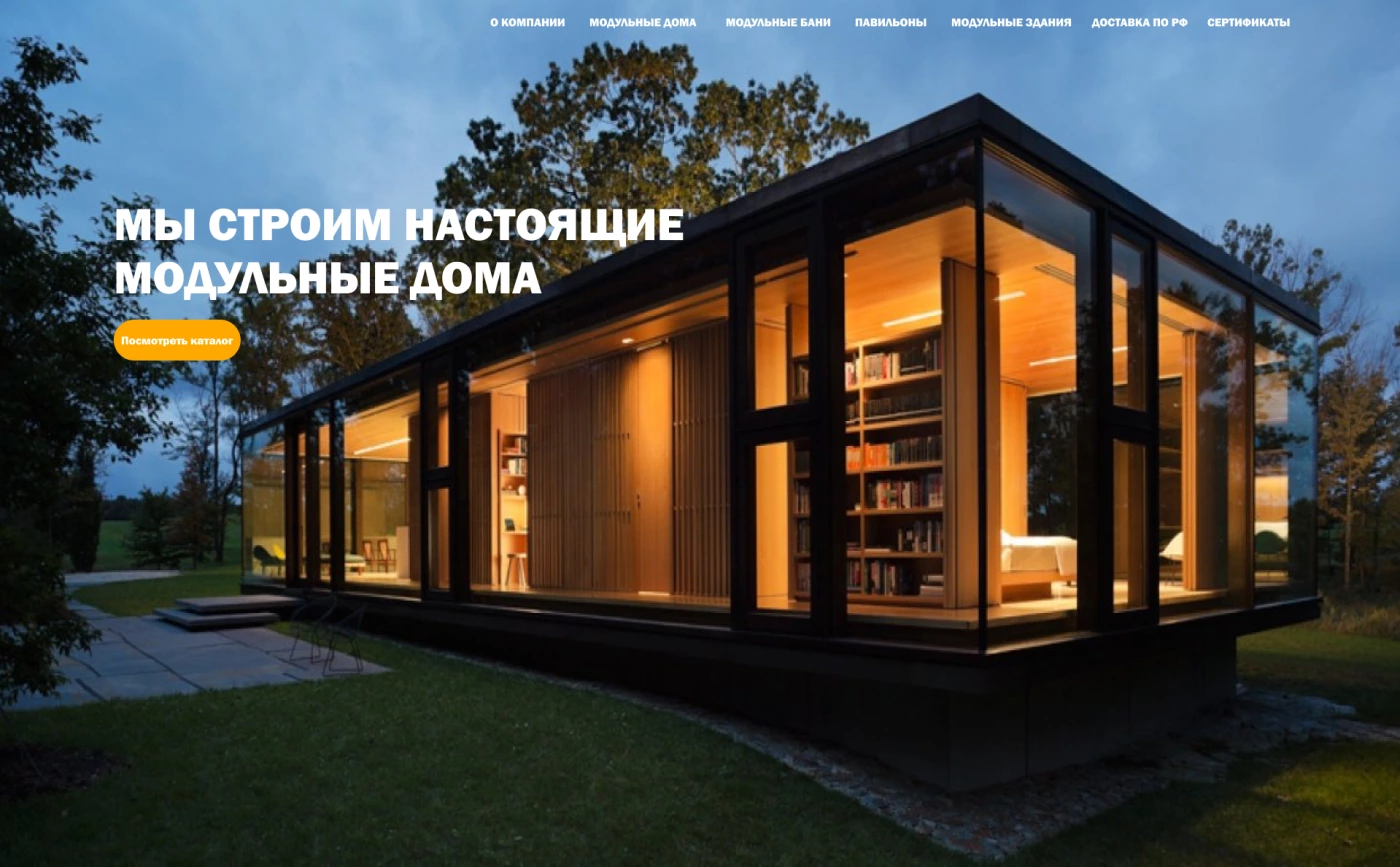 О КОМПАНИИ МОДУЛЬНЫЕ ДОМА МОДУЛЬНЫЕ БАНИ ПАВИЛЬОНЫ МОДУЛЬНЫЕ ЗДАНИЯ ДОСТАВКА ПО РФ СЕРТИФИКАТЫ
МЫ СТРОИМ НАСТОЯЩИЕ
МОДУЛЬНЫЕ ДОМА
Посмотреть каталог